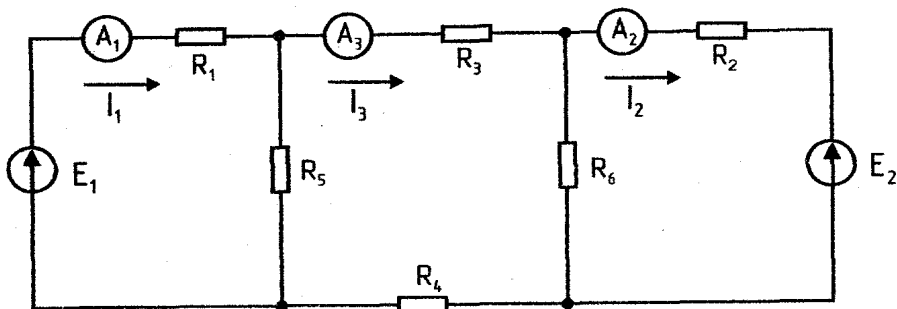 A₁ R₁ A₃ R₃ A₂ R₂
I₁ I₃ I₂
E₁ R₅ R₆ E₂
R₄